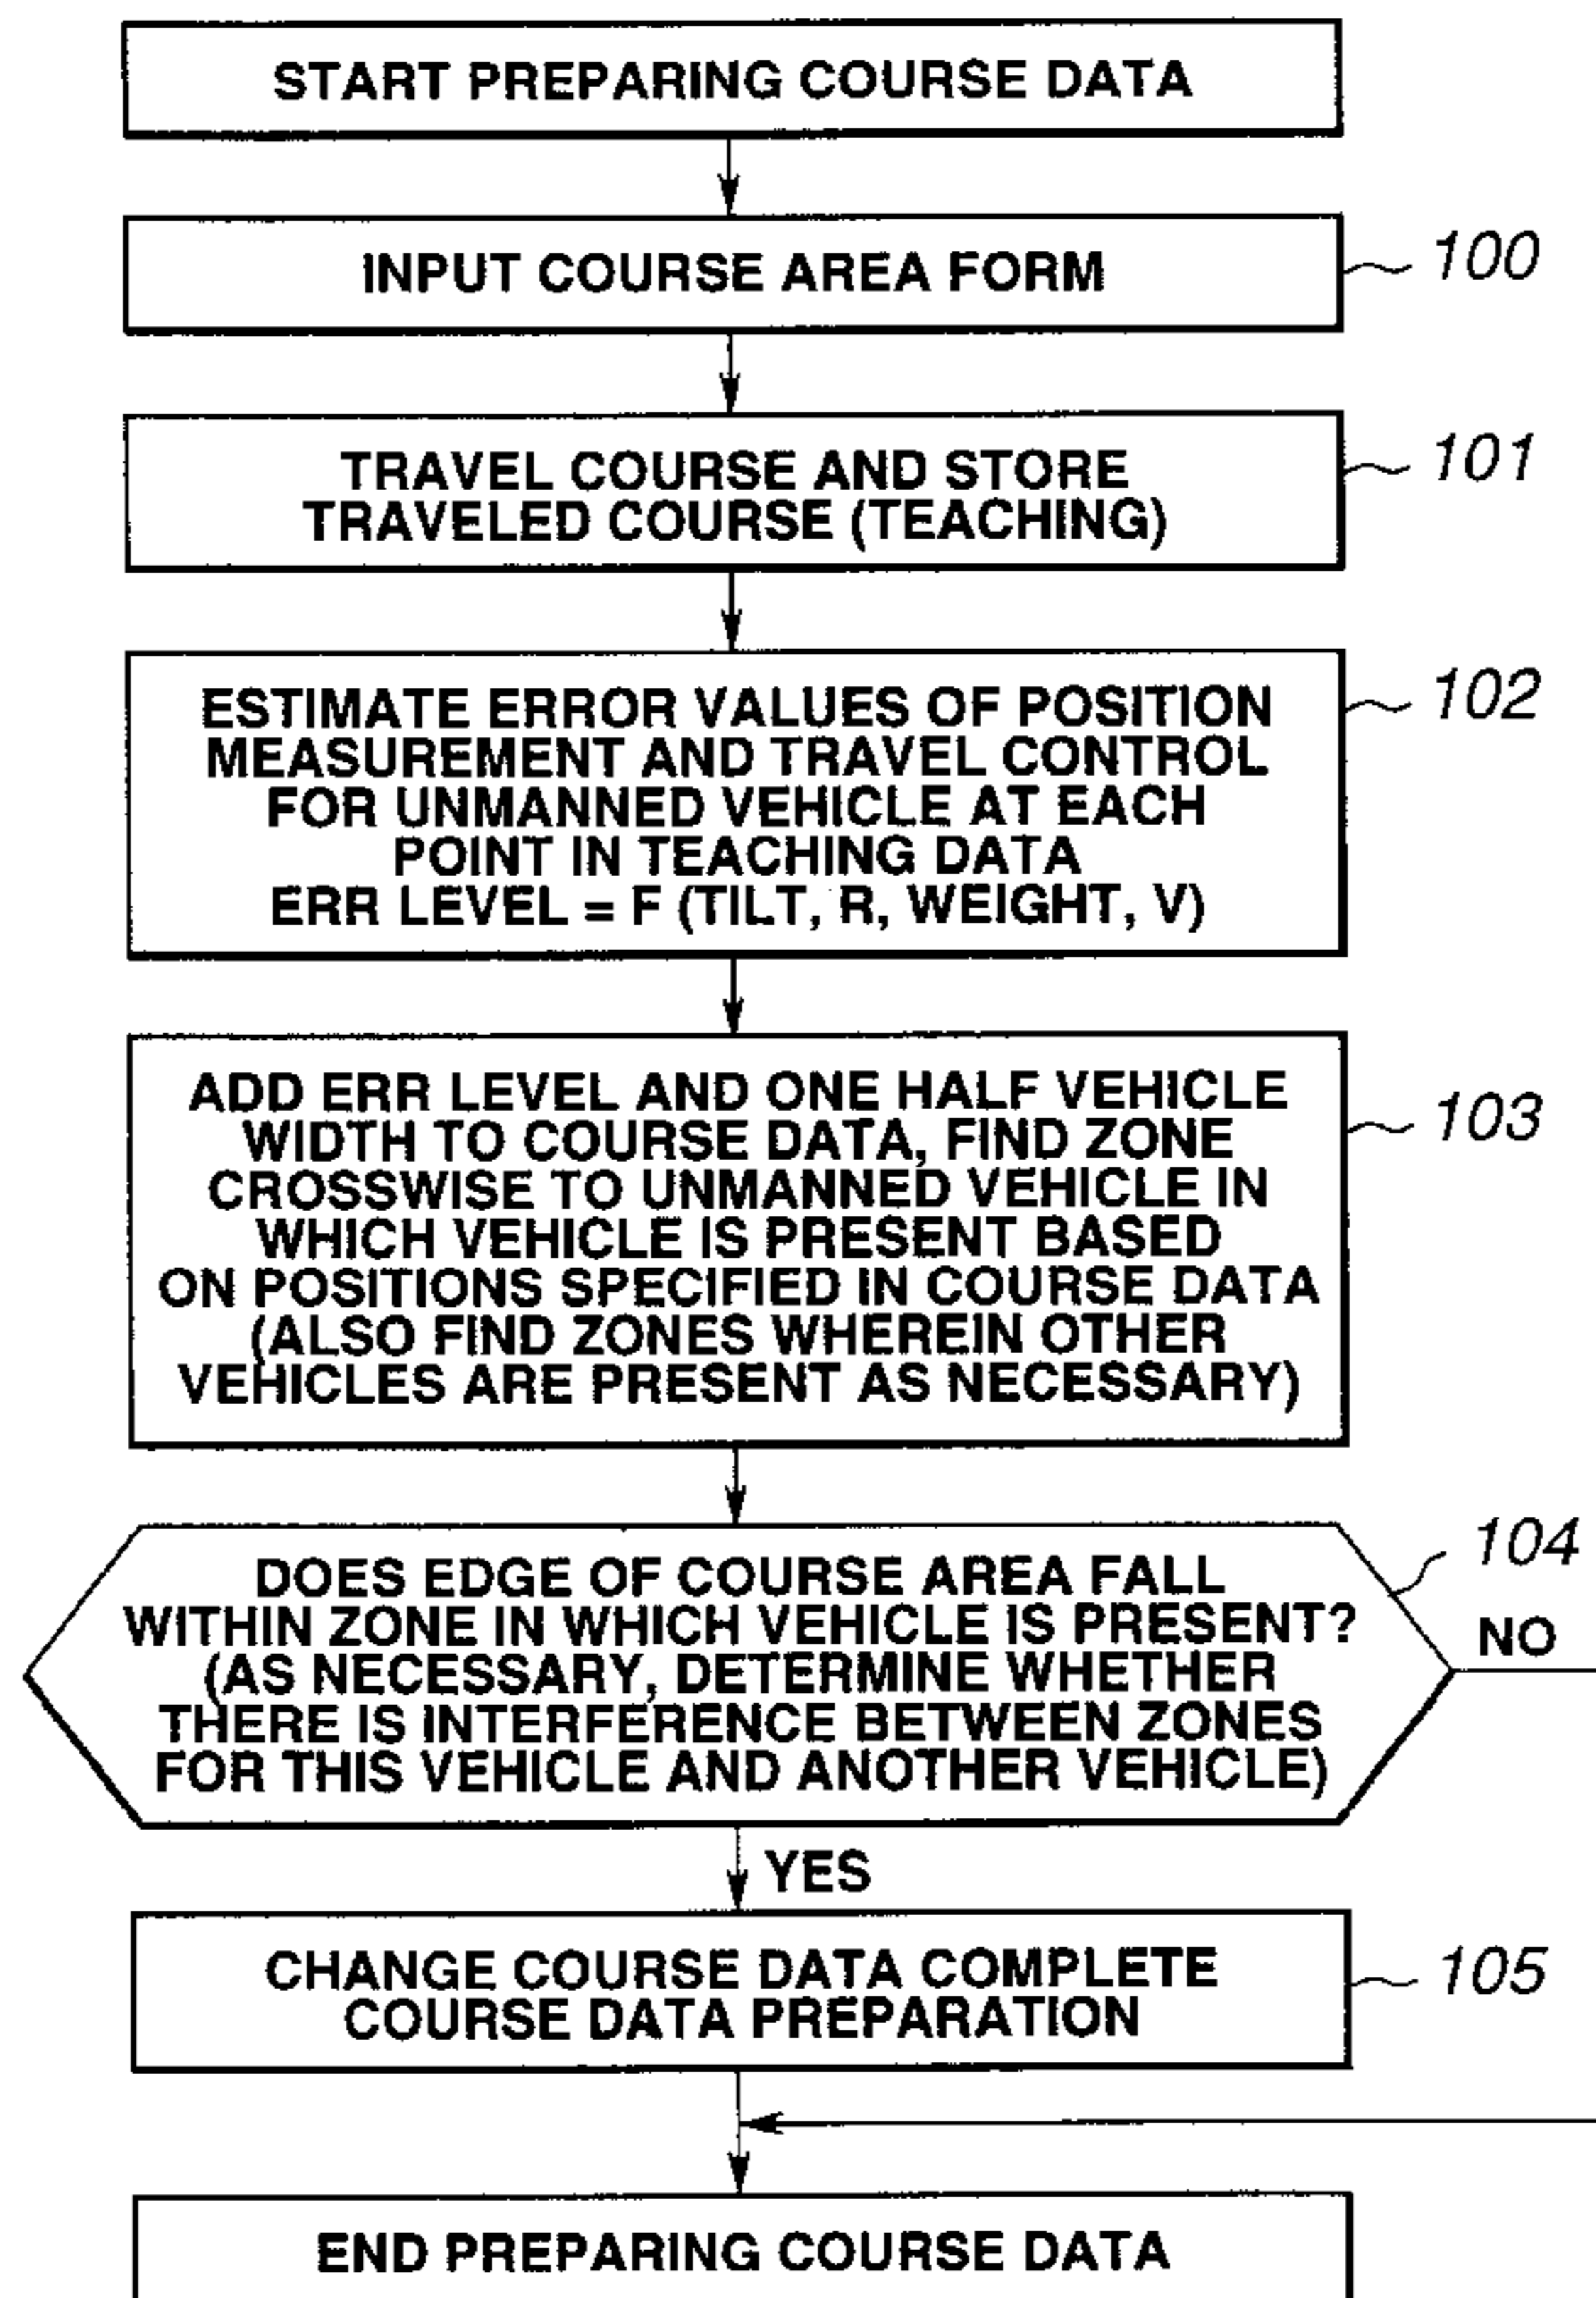 START PREPARING COURSE DATA
INPUT COURSE AREA FORM
100
TRAVEL COURSE AND STORE
TRAVELED COURSE (TEACHING)
101
ESTIMATE ERROR VALUES OF POSITION
MEASUREMENT AND TRAVEL CONTROL
FOR UNMANNED VEHICLE AT EACH
POINT IN TEACHING DATA
ERR LEVEL = F (TILT, R, WEIGHT, V)
102
ADD ERR LEVEL AND ONE HALF VEHICLE
WIDTH TO COURSE DATA, FIND ZONE
CROSSWISE TO UNMANNED VEHICLE IN
WHICH VEHICLE IS PRESENT BASED
ON POSITIONS SPECIFIED IN COURSE DATA
(ALSO FIND ZONES WHEREIN OTHER
VEHICLES ARE PRESENT AS NECESSARY)
103
DOES EDGE OF COURSE AREA FALL
WITHIN ZONE IN WHICH VEHICLE IS PRESENT?
(AS NECESSARY, DETERMINE WHETHER
THERE IS INTERFERENCE BETWEEN ZONES
FOR THIS VEHICLE AND ANOTHER VEHICLE)
104
NO
YES
CHANGE COURSE DATA COMPLETE
COURSE DATA PREPARATION
105
END PREPARING COURSE DATA